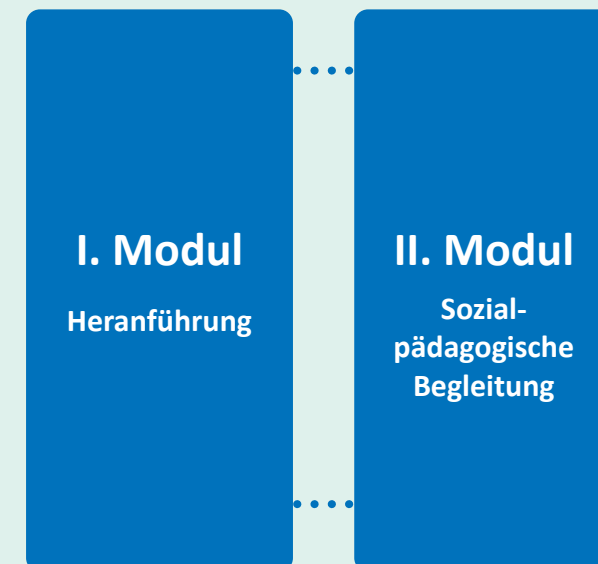 I. Modul
Heranführung
II. Modul
Sozial-
pädagogische
Begleitung